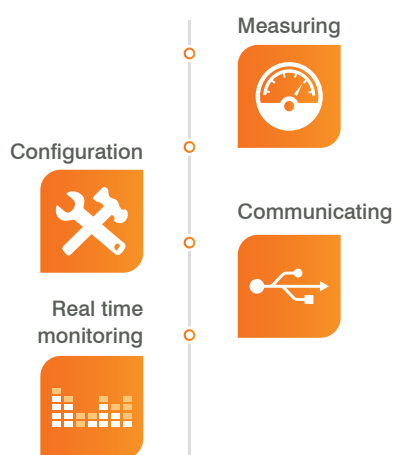 Measuring
Configuration
Communicating
Real time
monitoring